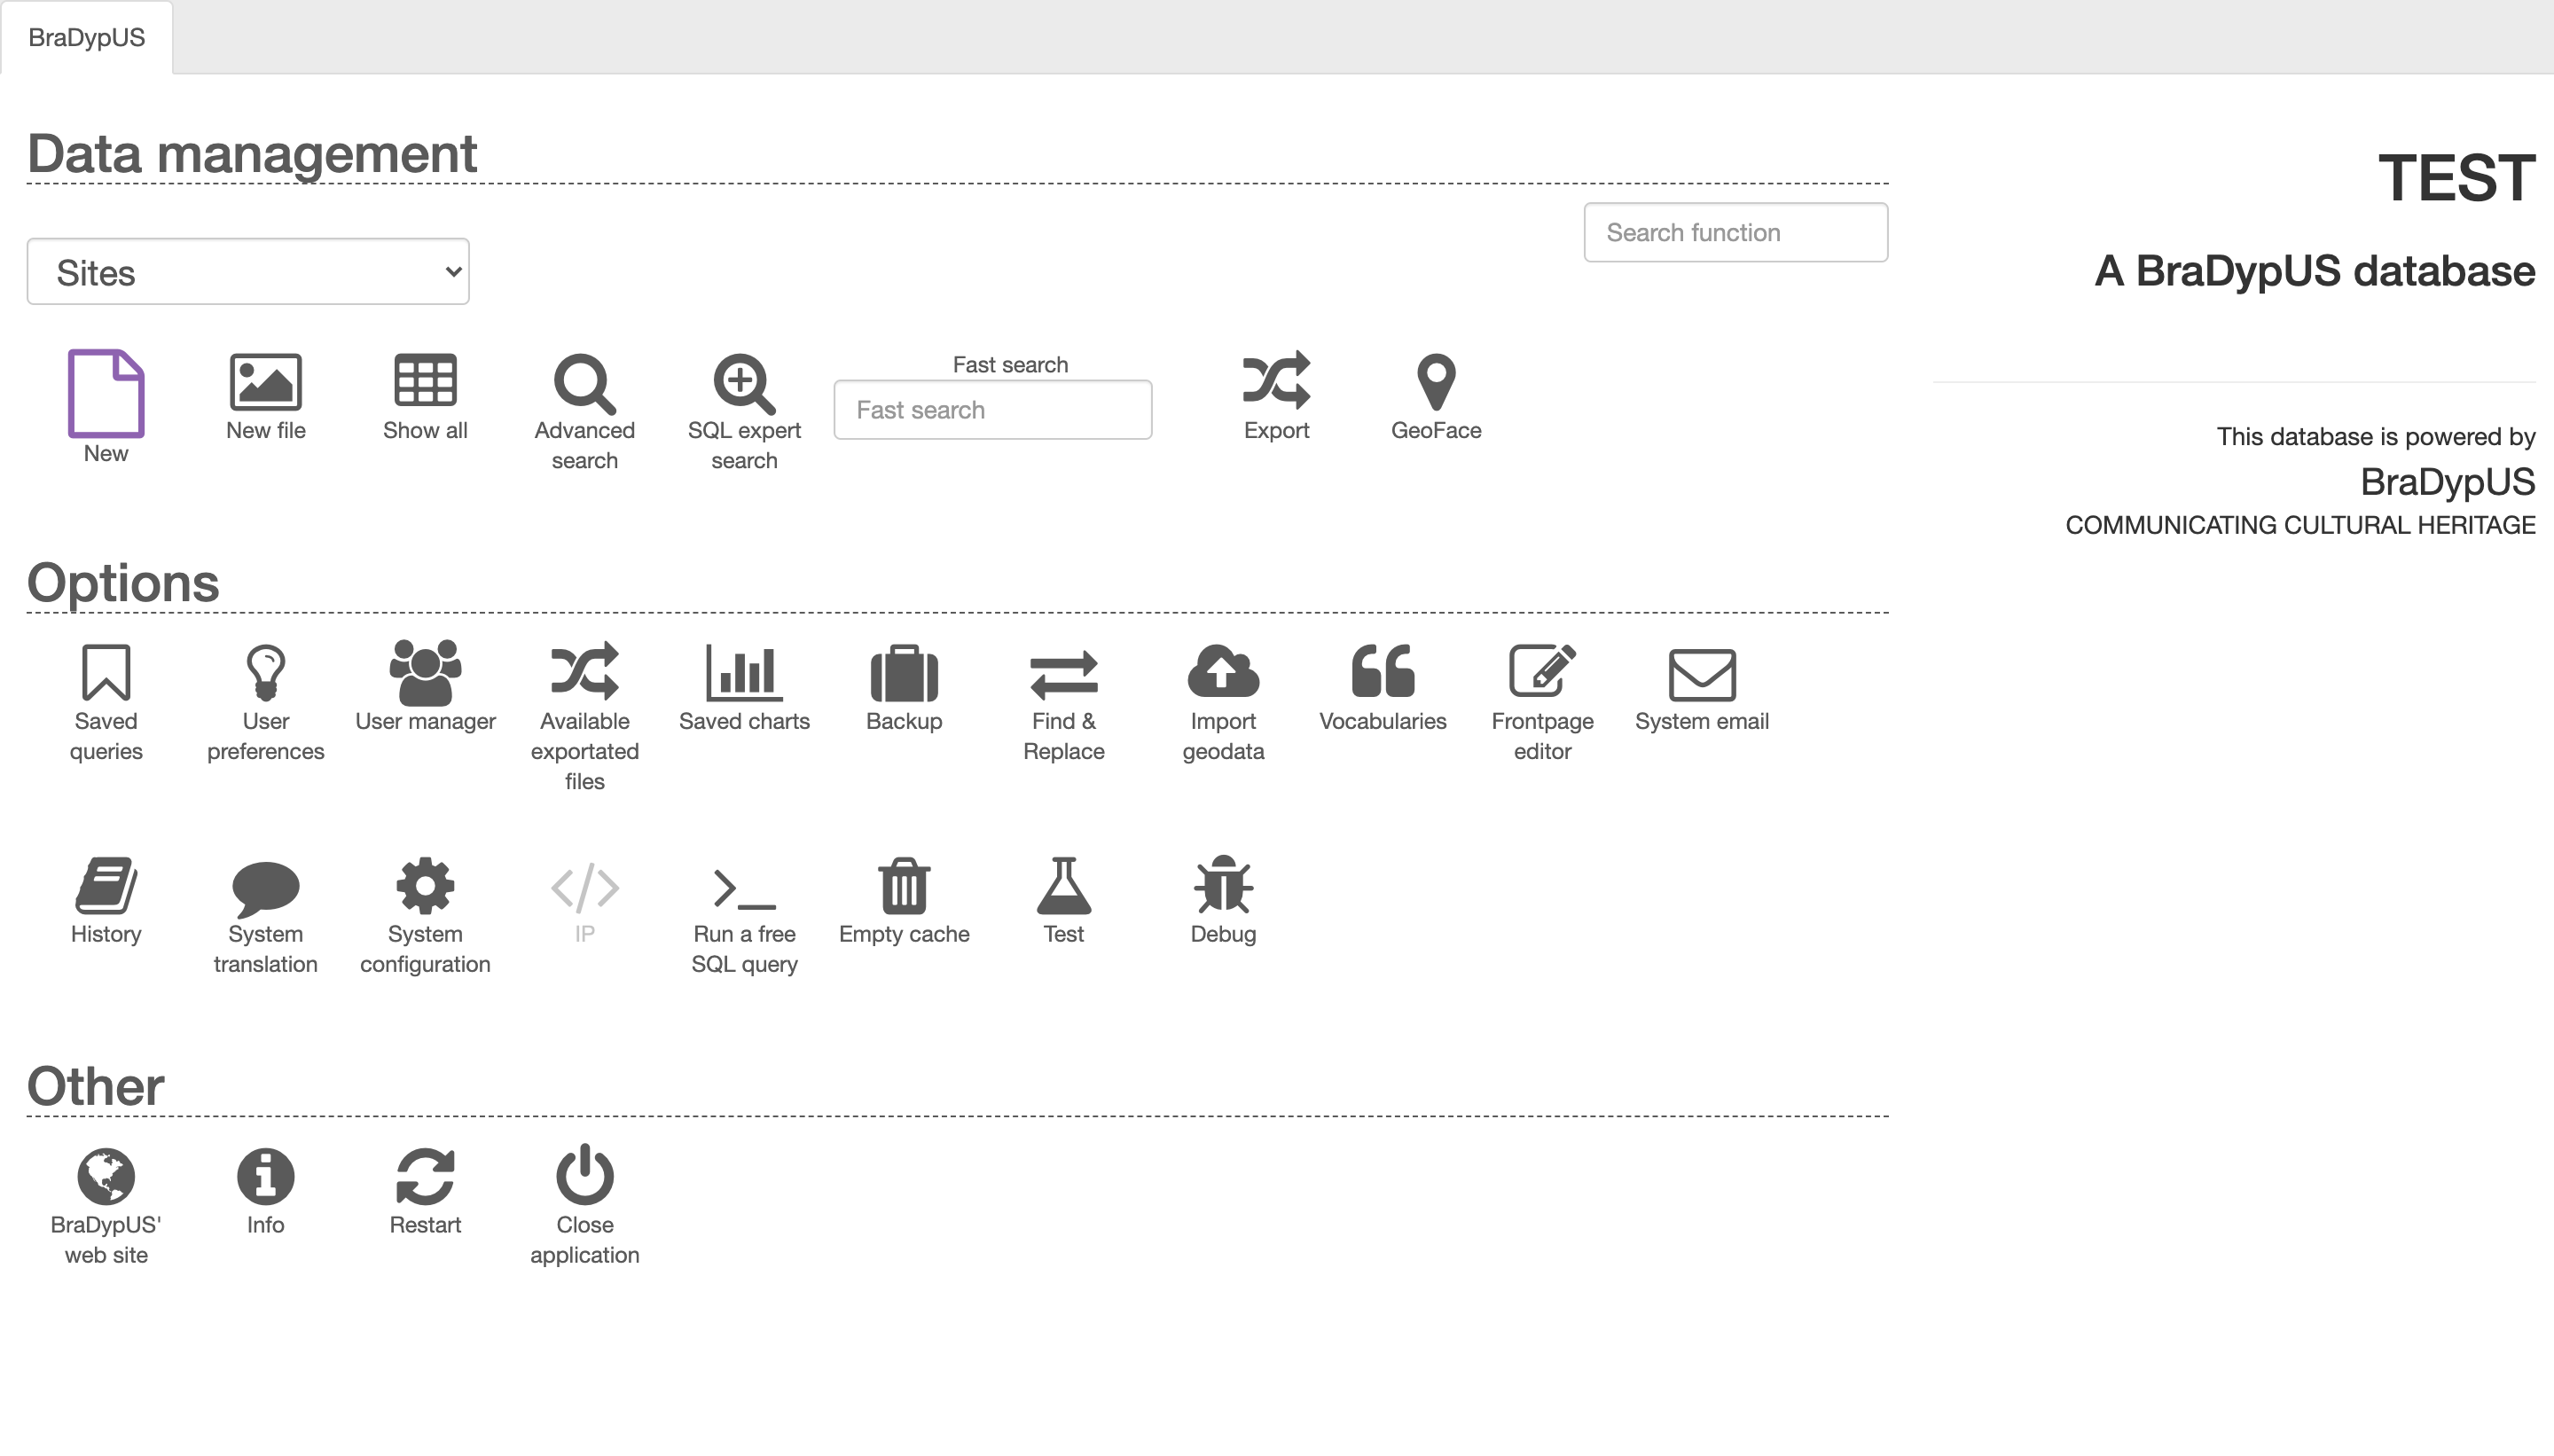 BraDypUS
Data management
Search function
Sites
New
New file
Show all
Advanced
search
SQL expert
search
Fast search
Fast search
Export
GeoFace
Options
Saved
queries
User
preferences
User manager
Available
exportated
files
Saved charts
Backup
Find &
Replace
Import
geodata
Vocabularies
Frontpage
editor
System email
History
System
translation
System
configuration
IP
Run a free
SQL query
Empty cache
Test
Debug
Other
BraDypUS'
web site
Info
Restart
Close
application
TEST
A BraDypUS database
This database is powered by
BraDypUS
COMMUNICATING CULTURAL HERITAGE